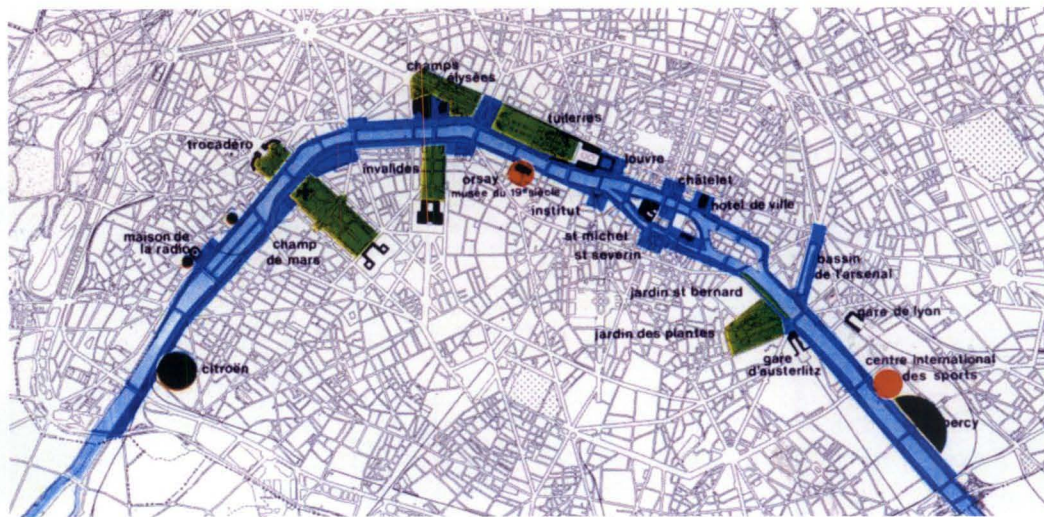 champs
élysées
tuileries
trocadéro
invalides
louvre
orsay
musée du 19e siècle
châtelet
institut
hotel de ville
maison de
la radio
champ
de mars
st michel
st severin
bassin
de l'arsenal
jardin st bernard
jardin des plantes
gare de lyon
gare
d'austerlitz
centre international
des sports
citroën
bercy